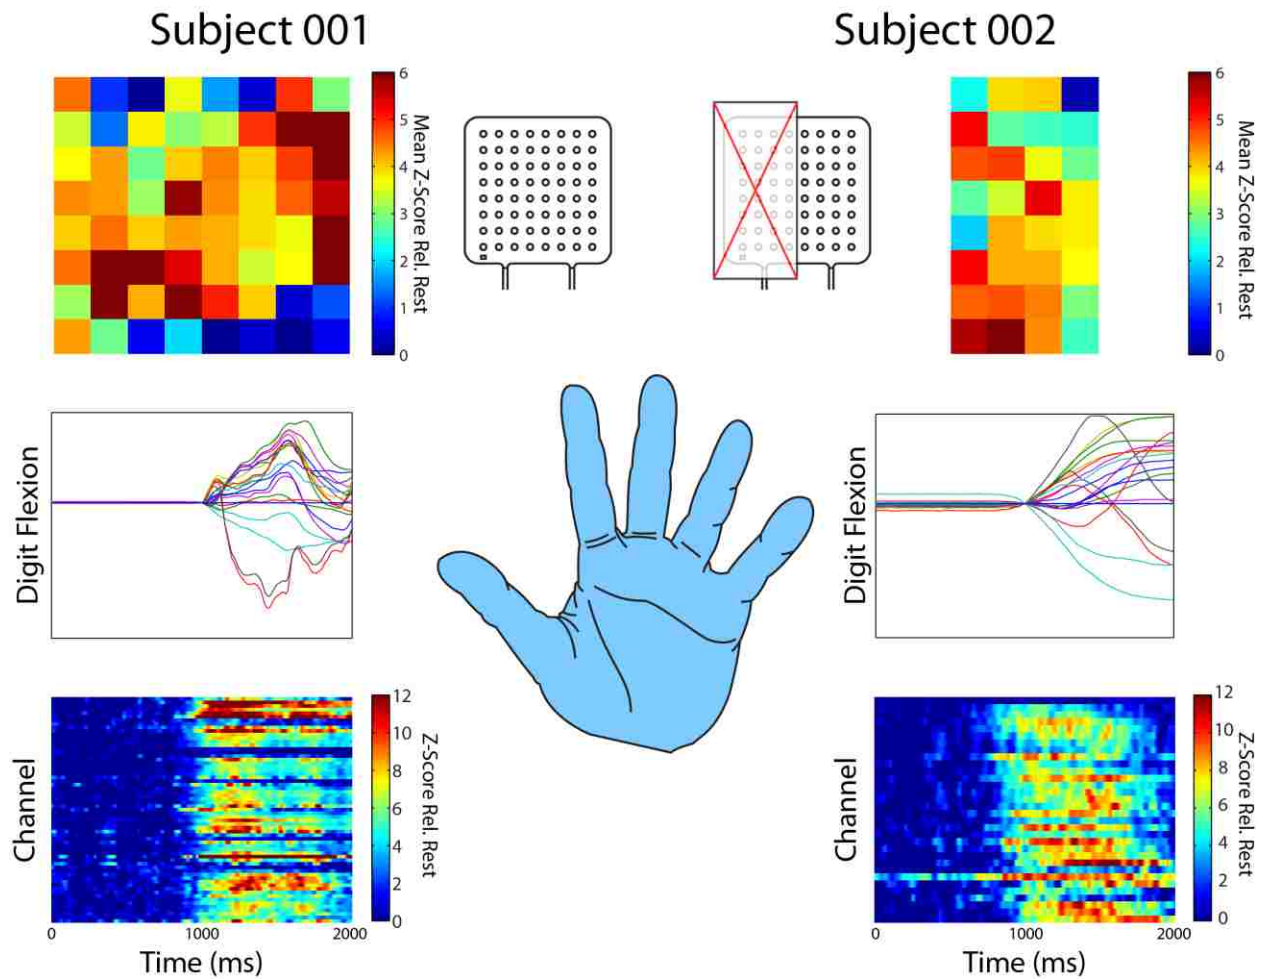 Subject 001
Subject 002
6
5
4
3
2
1
0
Mean Z-Score Rel. Rest
6
5
4
3
2
1
0
Mean Z-Score Rel. Rest
Digit Flexion
Digit Flexion
Channel
12
10
8
6
4
2
0
Z-Score Rel. Rest
0
1000
2000
Time (ms)
Channel
12
10
8
6
4
2
0
Z-Score Rel. Rest
0
1000
2000
Time (ms)